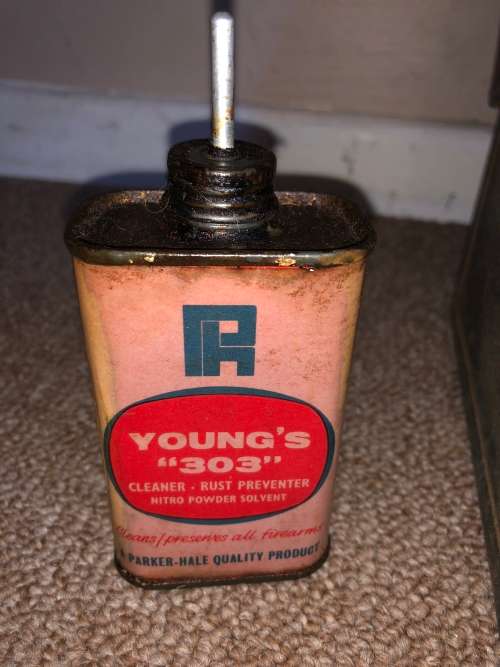 PH
YOUNG'S
"303"
CLEANER - RUST PREVENTER
NITRO POWDER SOLVENT
Cleans/preserves all firearms
A PARKER-HALE QUALITY PRODUCT